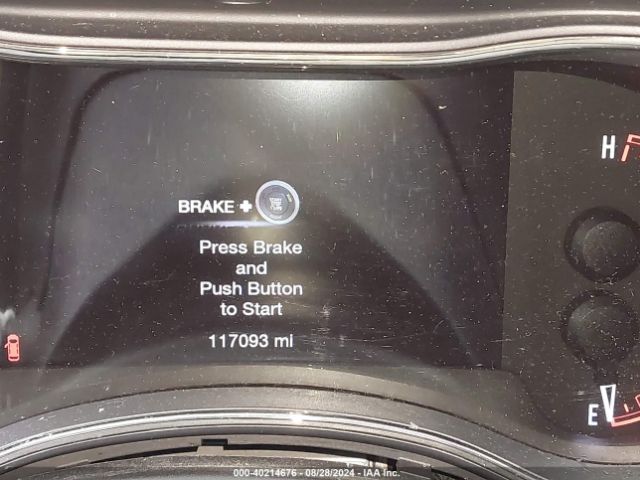 H
BRAKE +
Press Brake
and
Push Button
to Start
117093 mi
E
000-40214676 - 08/28/2024 - IAA Inc.